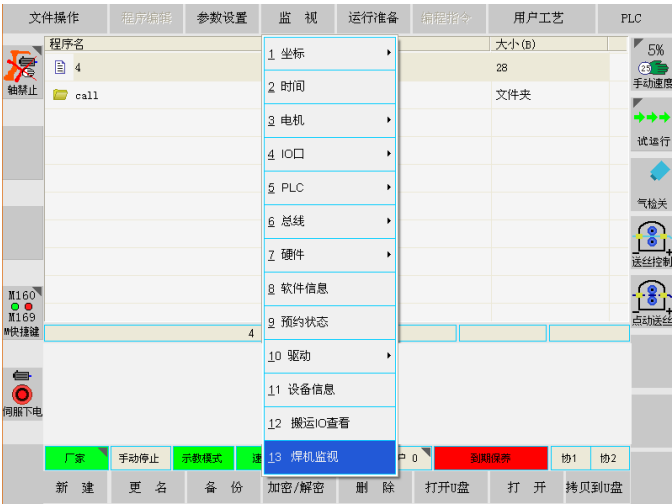 文件操作 程序编辑 参数设置 监 视 运行准备 编程指令 用户工艺 PLC
程序名 大小(B)
4 28
call 文件夹
1 坐标
2 时间
3 电机
4 IO口
5 PLC
6 总线
7 硬件
8 软件信息
9 预约状态
10 驱动
11 设备信息
12 搬运IO查看
13 焊机监视
轴禁止
M160
M169
M快捷键
伺服下电
5%
25
手动速度
试运行
气检关
送丝控制
点动送丝
4
厂家 手动停止 示教模式 速 户 0 到期保养 协1 协2
新 建 更 名 备 份 加密/解密 删 除 打开U盘 打 开 拷贝到U盘